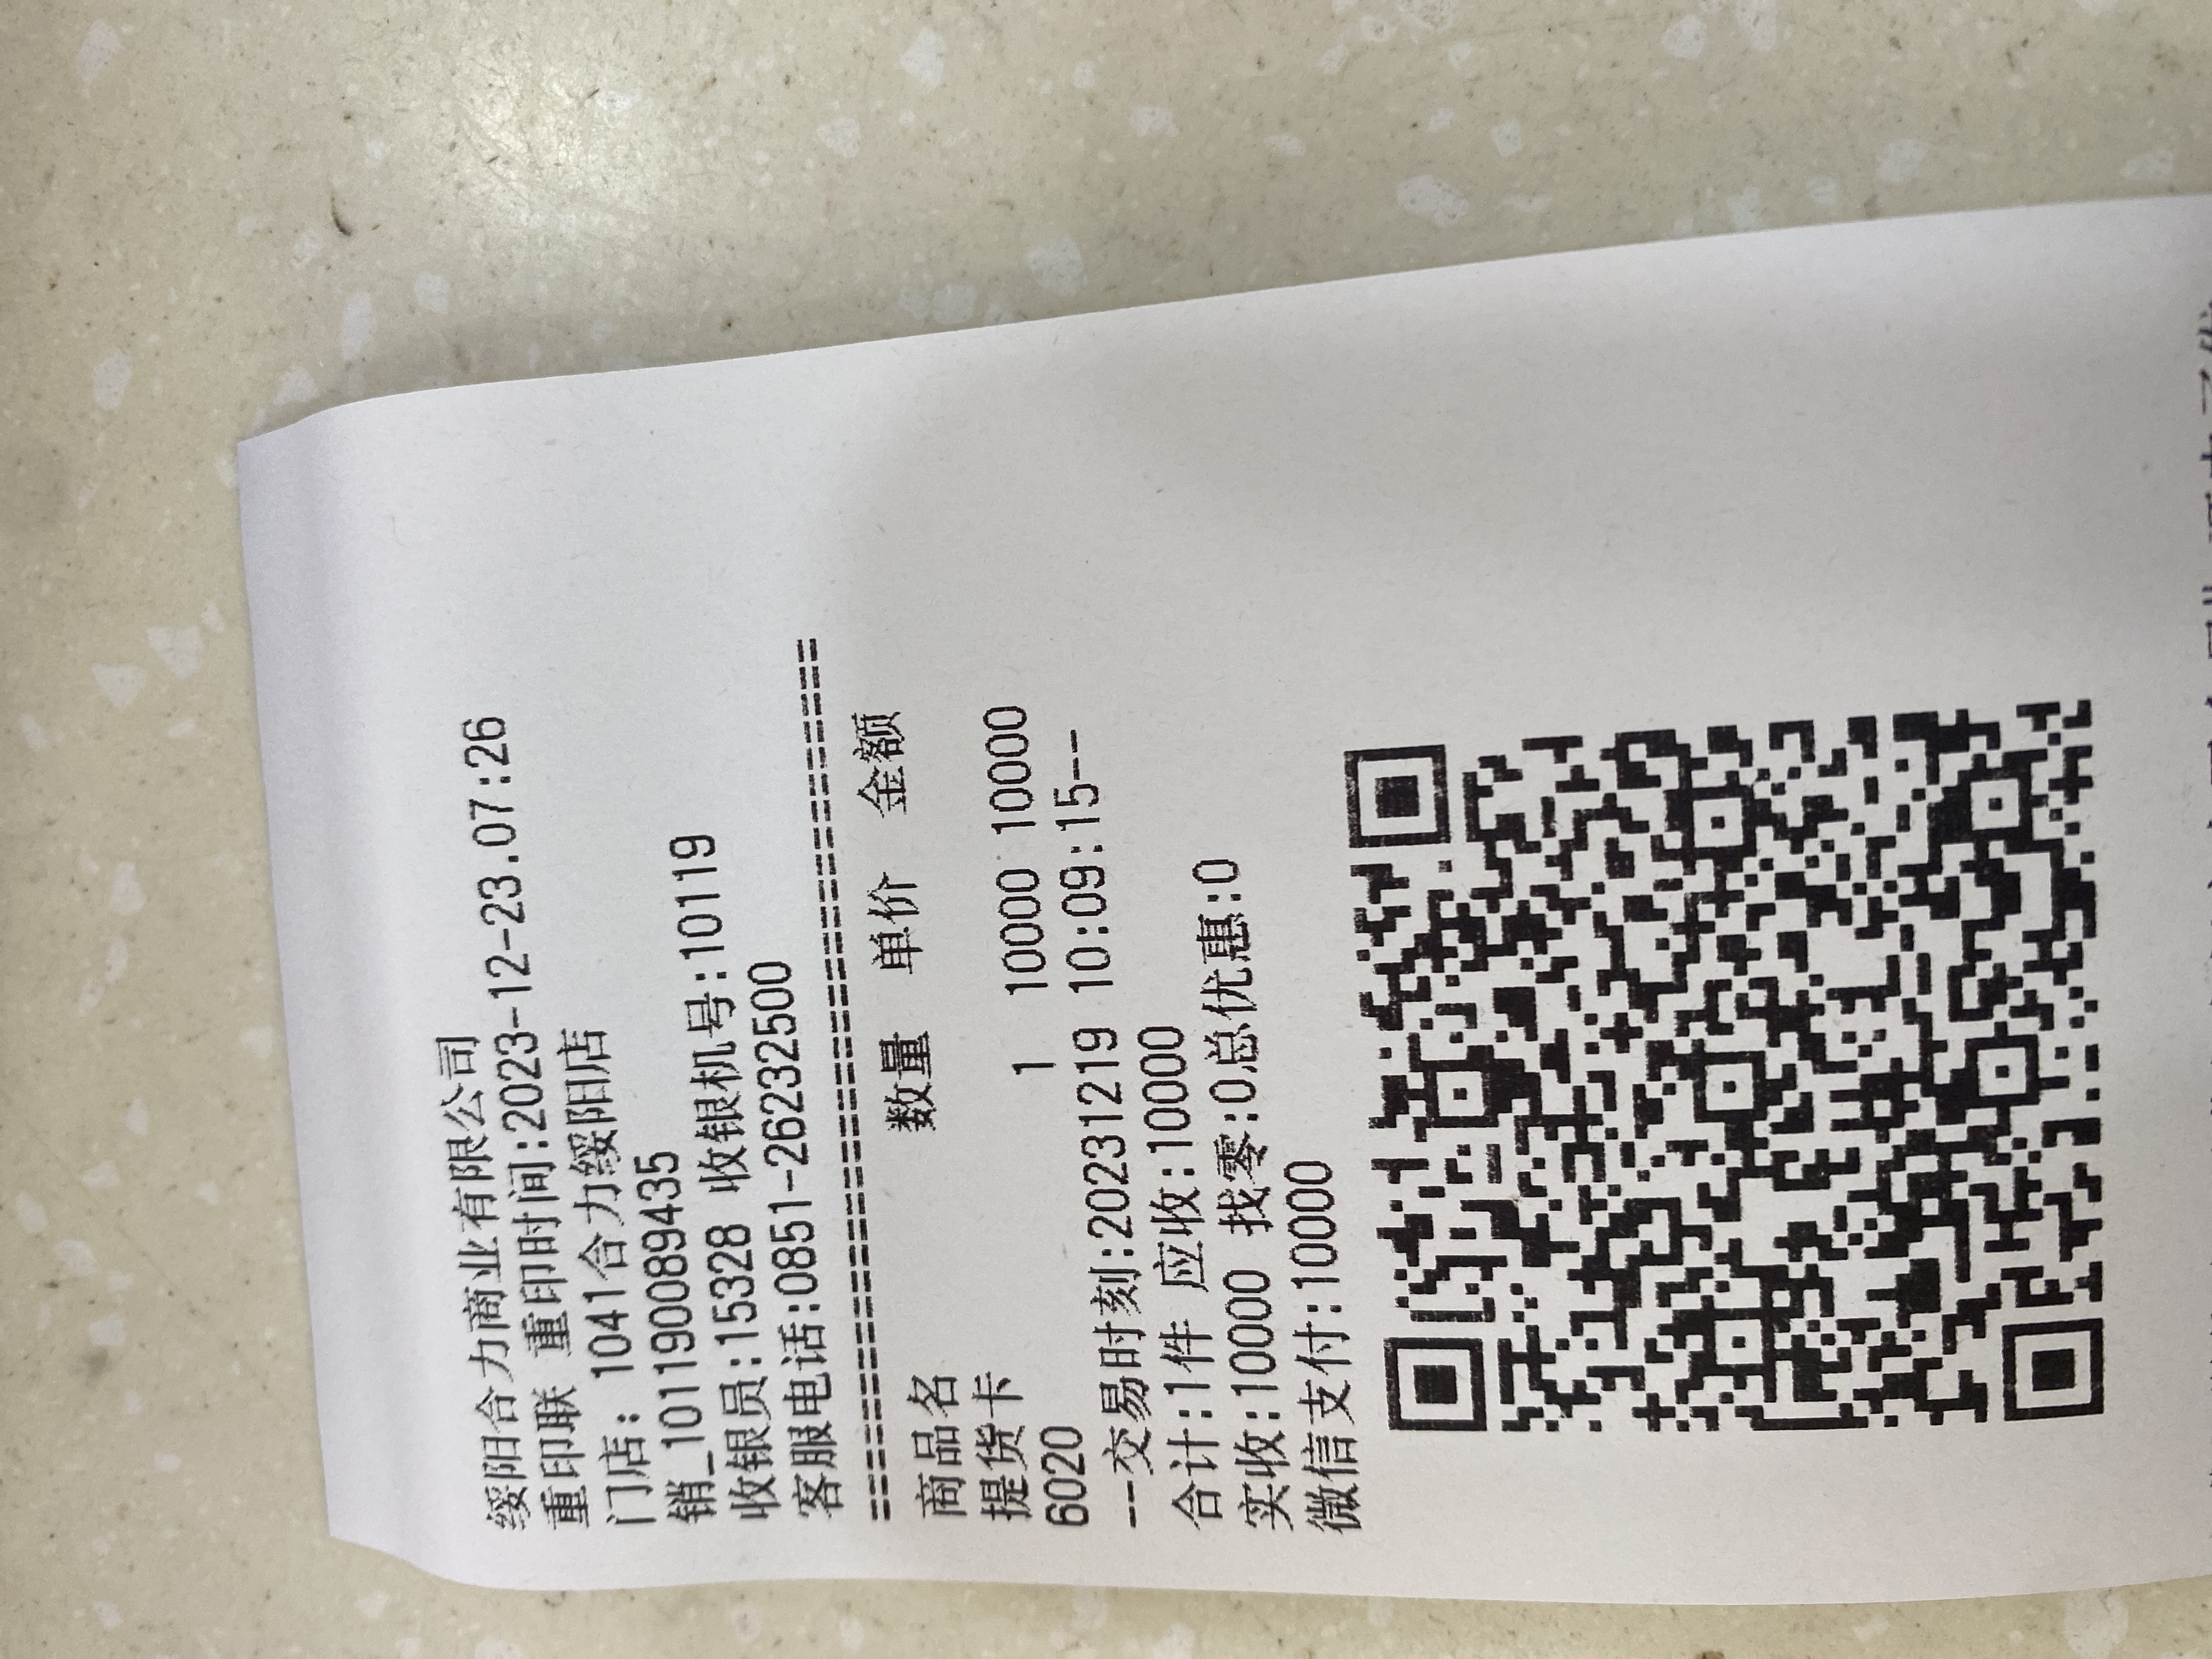 绥阳合力商业有限公司
重印联 重印时间:2023-12-23.07:26
门店: 1041合力绥阳店
销_10119008943​5
收银员:15328 收银机号:10119
客服电话:0851-26232500
==========================================
商品名 数量 单价 金额
提货卡
6020 1 10000 10000
--交易时刻:20231219 10:09:15--
合计:1件 应收:10000
实收:10000 找零:0总优惠:0
微信支付:10000